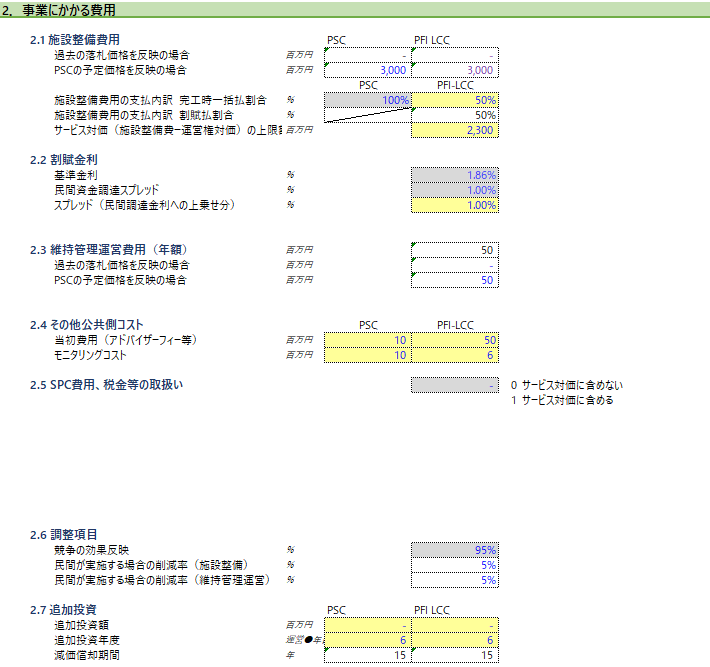 2．事業にかかる費用
2.1 施設整備費用 PSC PFI LCC
過去の落札価格を反映の場合 百万円 - -
PSCの予定価格を反映の場合 百万円 3,000 3,000
PSC PFI-LCC
施設整備費用の支払内訳 完工時一括払割合 % 100% 50%
施設整備費用の支払内訳 割賦払割合 % 50%
サービス対価（施設整備費−運営権対価）の上限 百万円 2,300
2.2 割賦金利
基準金利 % 1.86%
民間資金調達スプレッド % 1.00%
スプレッド（民間調達金利への上乗せ分） % 1.00%
2.3 維持管理運営費用（年額） 百万円 50
過去の落札価格を反映の場合 百万円 -
PSCの予定価格を反映の場合 百万円 50
2.4 その他公共側コスト PSC PFI-LCC
当初費用（アドバイザーフィー等） 百万円 10 50
モニタリングコスト 百万円 10 6
2.5 SPC費用、税金等の取扱い - 0 サービス対価に含めない
1 サービス対価に含める
2.6 調整項目
競争の効果反映 % 95%
民間が実施する場合の削減率（施設整備） % 5%
民間が実施する場合の削減率（維持管理運営） % 5%
2.7 追加投資 PSC PFI LCC
追加投資額 百万円 - -
追加投資年度 運営●年 6 6
減価償却期間 年 15 15